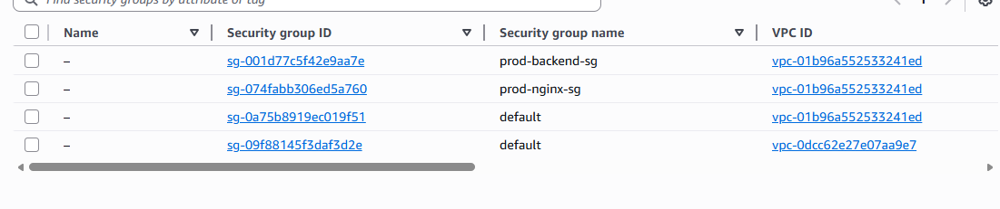 Find security groups by attribute or tag 1
Name Security group ID Security group name VPC ID
– sg-001d77c5f42e9aa7e prod-backend-sg vpc-01b96a552533241ed
– sg-074fabb306ed5a760 prod-nginx-sg vpc-01b96a552533241ed
– sg-0a75b8919ec019f51 default vpc-01b96a552533241ed
– sg-09f88145f3daf3d2e default vpc-0dcc62e27e07aa9e7